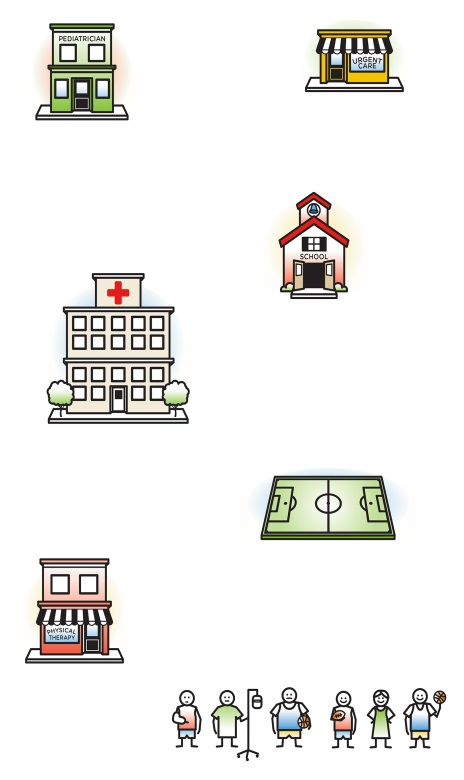 PEDIATRICIAN
URGENT
CARE
SCHOOL
PHYSICAL
THERAPY